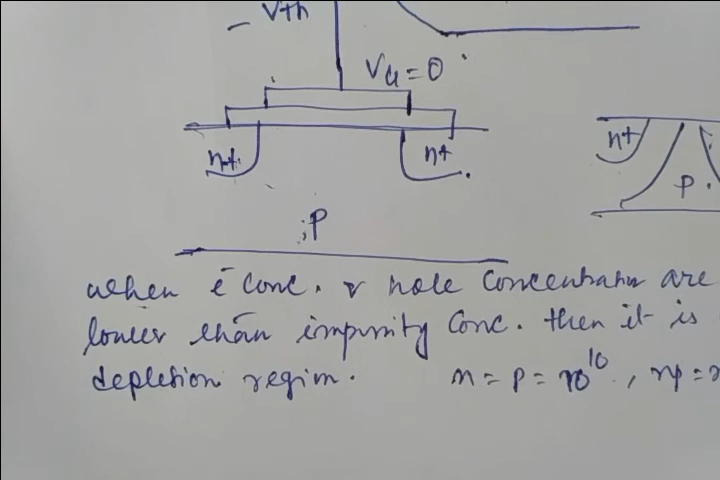 – Vth
VG = 0
n+ n+
n+
P
P
when ē conc. & hole concentration are
lower than impurity conc. then it is
depletion region. n = p = 10^10, np =